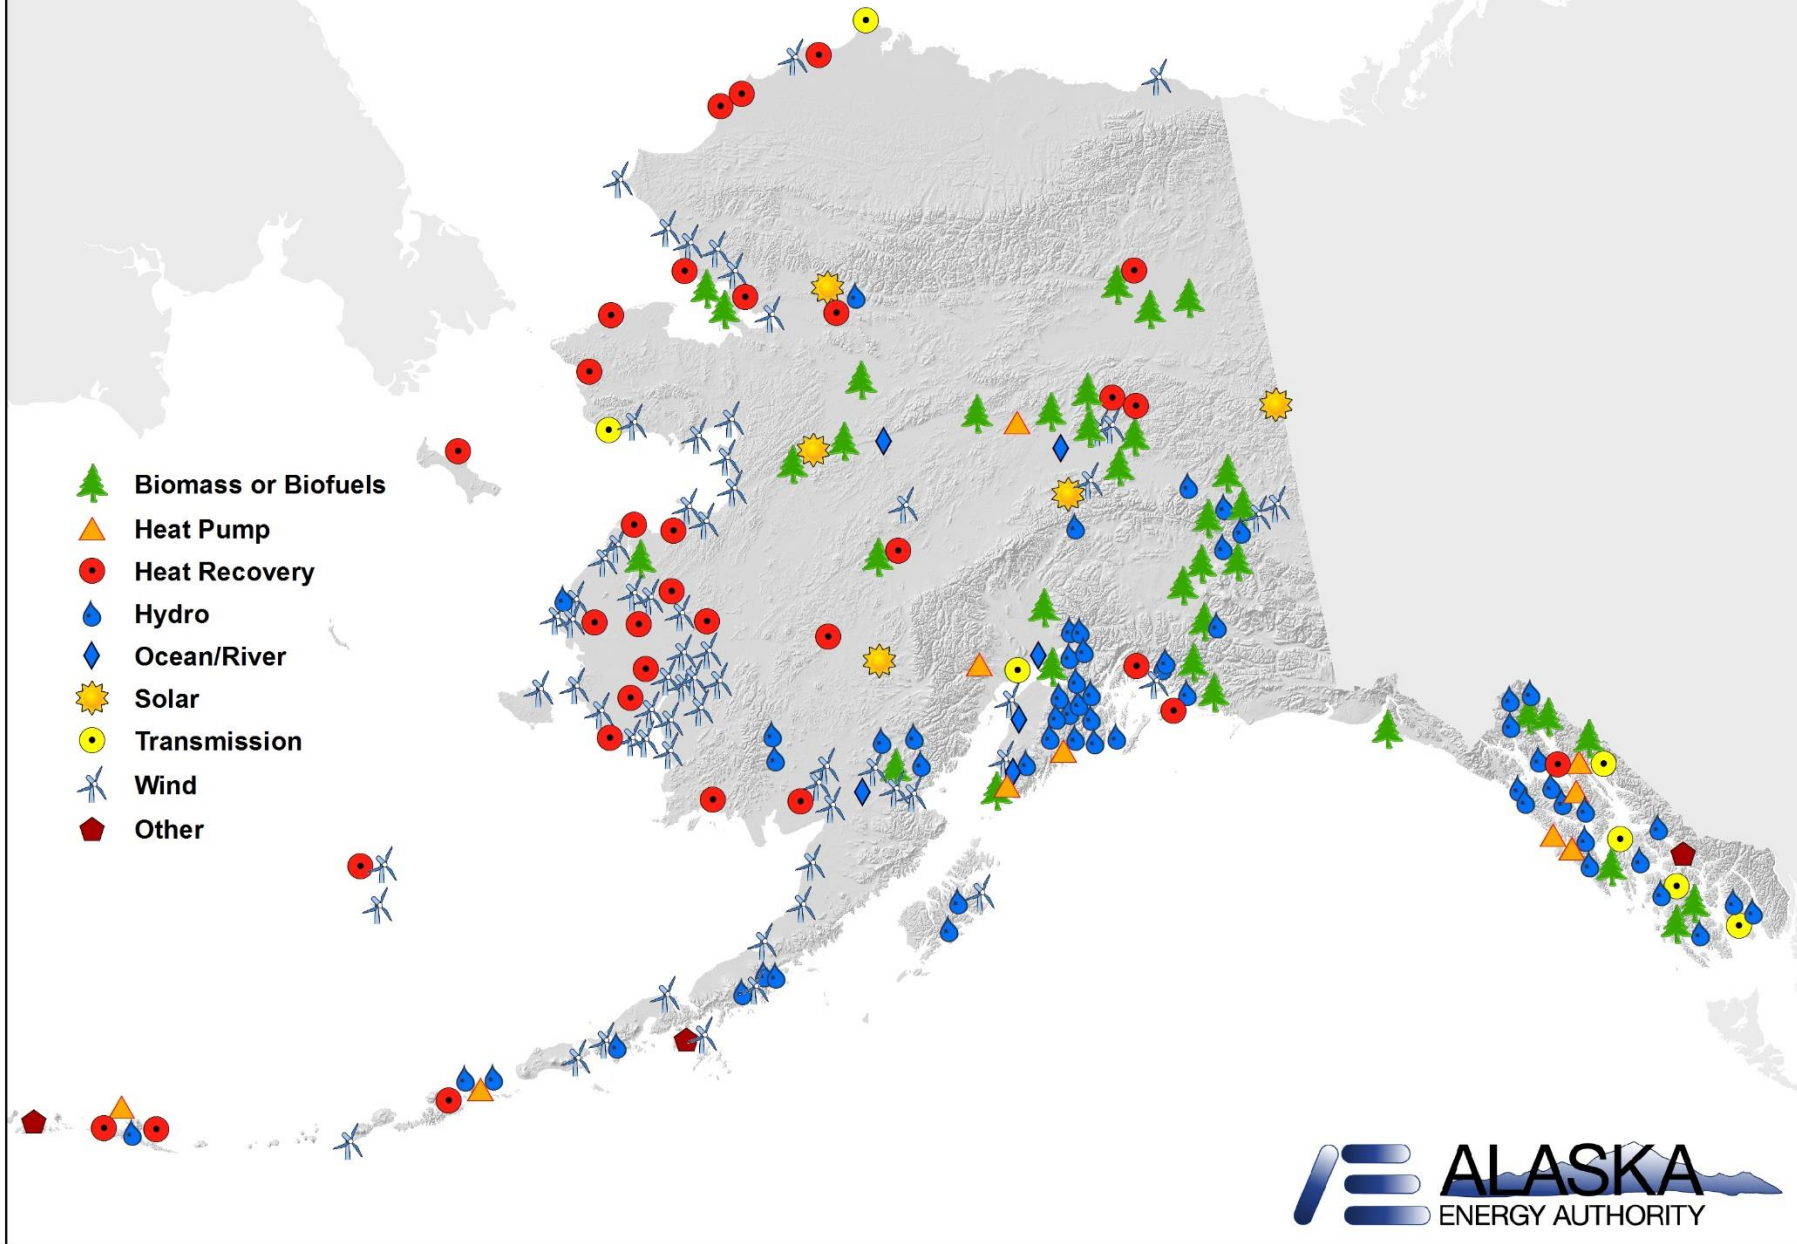 Biomass or Biofuels
Heat Pump
Heat Recovery
Hydro
Ocean/River
Solar
Transmission
Wind
Other
ALASKA
ENERGY AUTHORITY